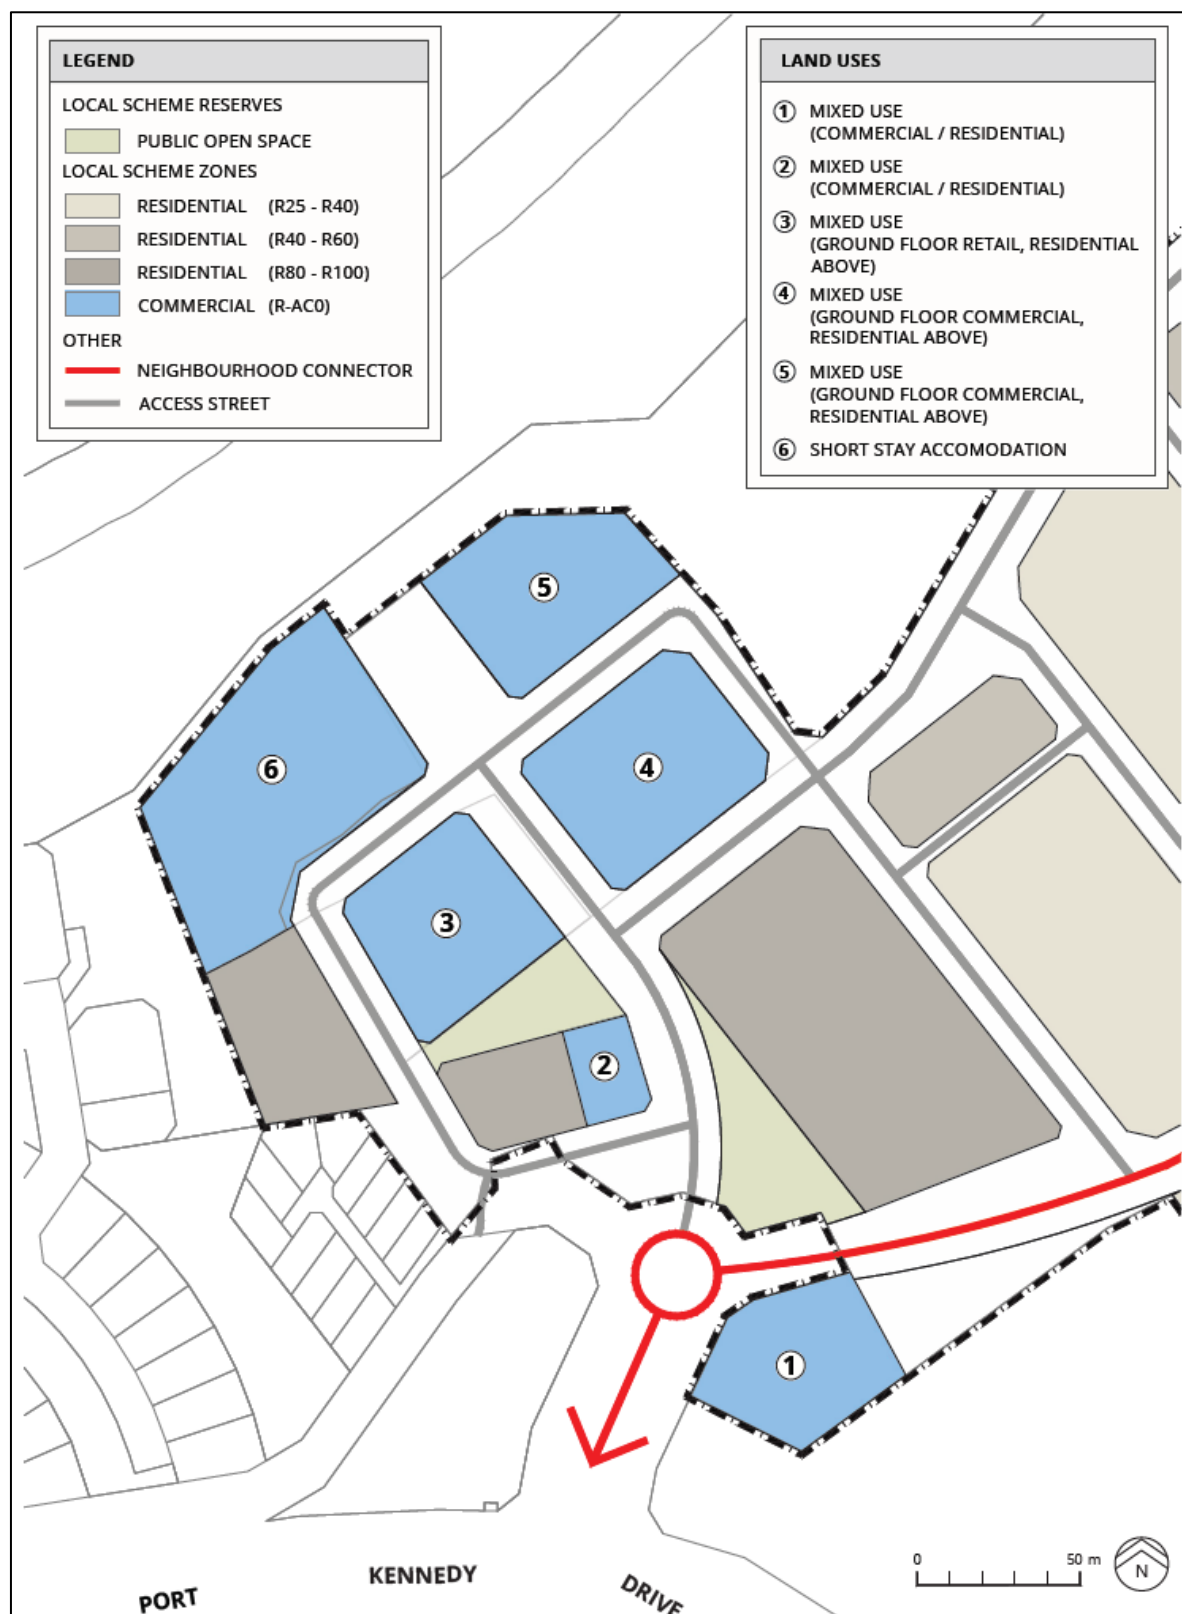 LEGEND
LOCAL SCHEME RESERVES
PUBLIC OPEN SPACE
LOCAL SCHEME ZONES
RESIDENTIAL (R25 - R40)
RESIDENTIAL (R40 - R60)
RESIDENTIAL (R80 - R100)
COMMERCIAL (R-AC0)
OTHER
NEIGHBOURHOOD CONNECTOR
ACCESS STREET
LAND USES
1 MIXED USE
(COMMERCIAL / RESIDENTIAL)
2 MIXED USE
(COMMERCIAL / RESIDENTIAL)
3 MIXED USE
(GROUND FLOOR RETAIL, RESIDENTIAL
ABOVE)
4 MIXED USE
(GROUND FLOOR COMMERCIAL,
RESIDENTIAL ABOVE)
5 MIXED USE
(GROUND FLOOR COMMERCIAL,
RESIDENTIAL ABOVE)
6 SHORT STAY ACCOMODATION
5
6
4
3
2
1
PORT KENNEDY DRIVE
0 50 m
N